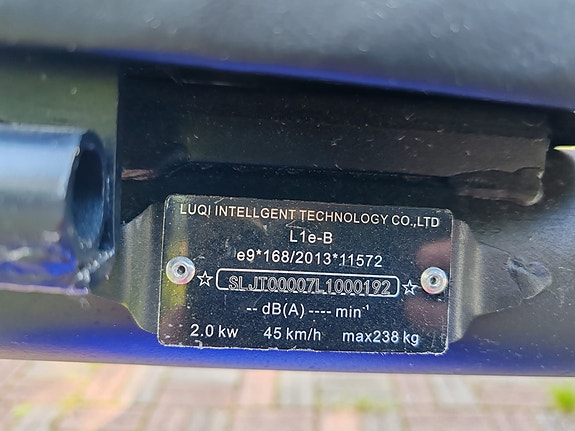 LUQI INTELLGENT TECHNOLOGY CO.,LTD
L1e-B
e9*168/2013*11572
☆ SLJT00007L1000192 ☆
-- dB(A) ---- min⁻¹
2.0 kw 45 km/h max238 kg